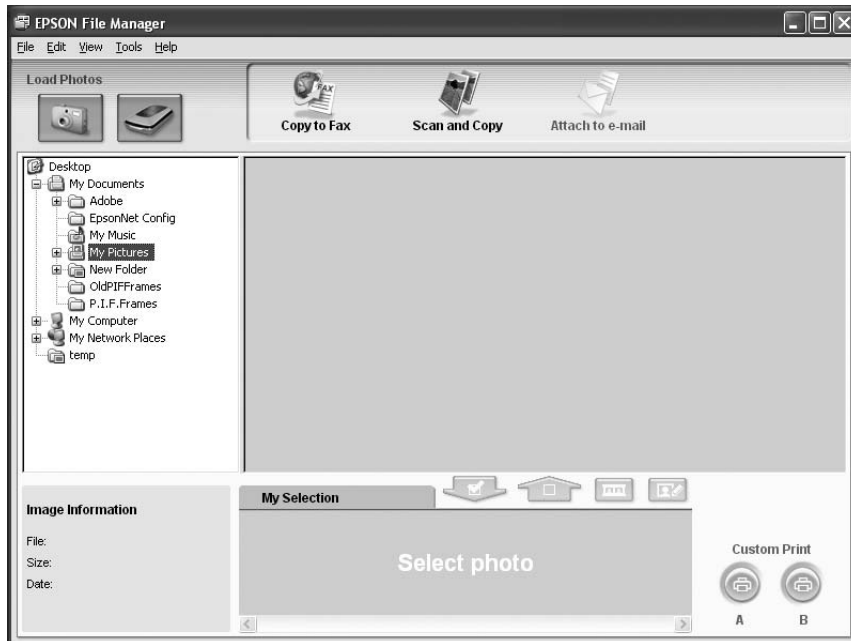 EPSON File Manager
File Edit View Tools Help
Load Photos
FAX
Copy to Fax Scan and Copy Attach to e-mail
Desktop
My Documents
Adobe
EpsonNet Config
My Music
My Pictures
New Folder
OldPIFFrames
P.I.F.Frames
My Computer
My Network Places
temp
Image Information
File:
Size:
Date:
My Selection
Select photo
Custom Print
A B